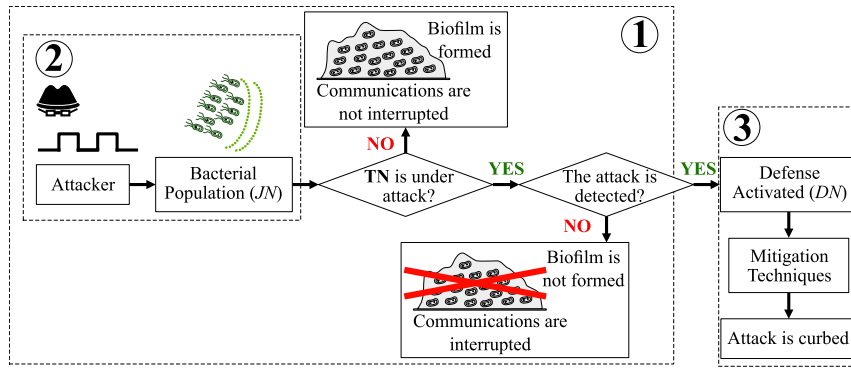 1
Biofilm is
formed
Communications are
not interrupted
2
Attacker
Bacterial
Population (JN)
NO
TN is under
attack?
YES
The attack is
detected?
YES
NO
Biofilm is
not formed
Communications are
interrupted
3
Defense
Activated (DN)
Mitigation
Techniques
Attack is curbed